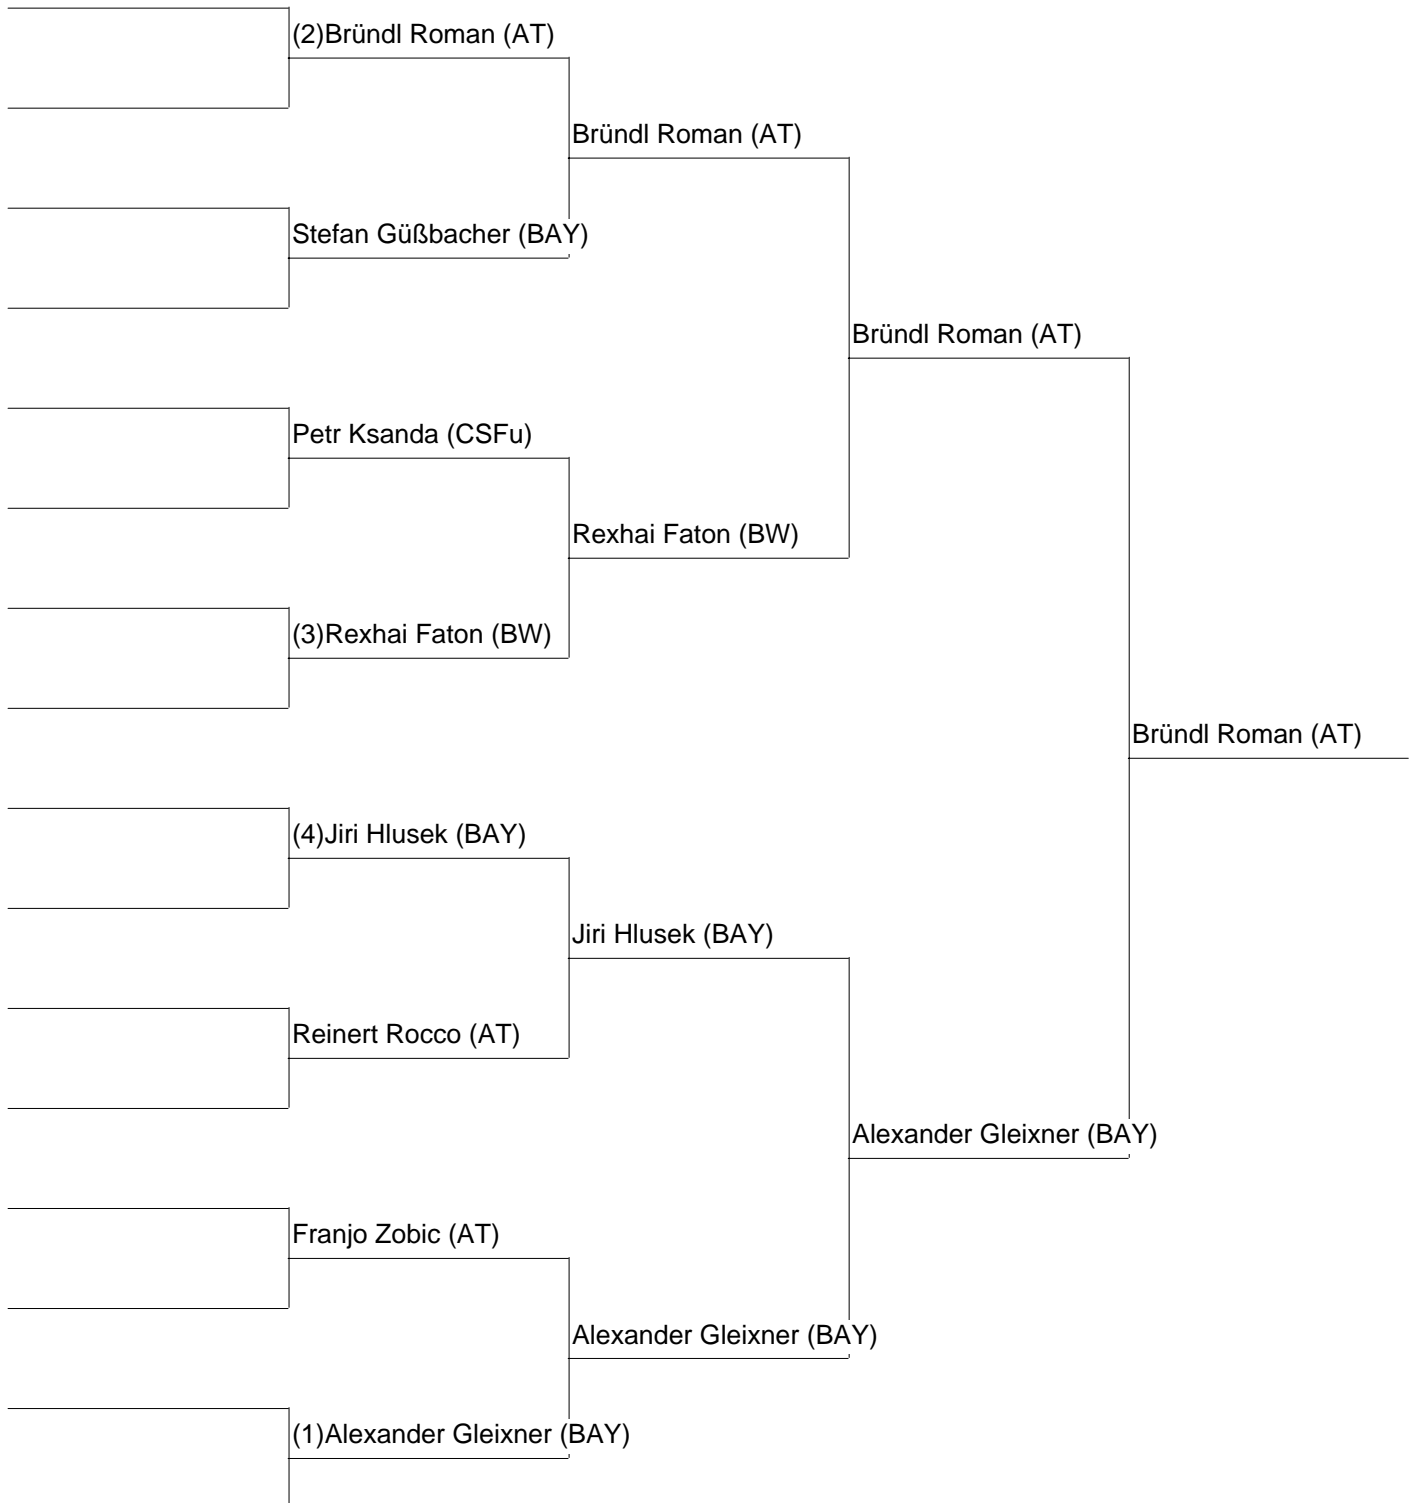 (2)Bründl Roman (AT)
Bründl Roman (AT)
Stefan Güßbacher (BAY)
Bründl Roman (AT)
Petr Ksanda (CSFu)
Rexhai Faton (BW)
(3)Rexhai Faton (BW)
Bründl Roman (AT)
(4)Jiri Hlusek (BAY)
Jiri Hlusek (BAY)
Reinert Rocco (AT)
Alexander Gleixner (BAY)
Franjo Zobic (AT)
Alexander Gleixner (BAY)
(1)Alexander Gleixner (BAY)